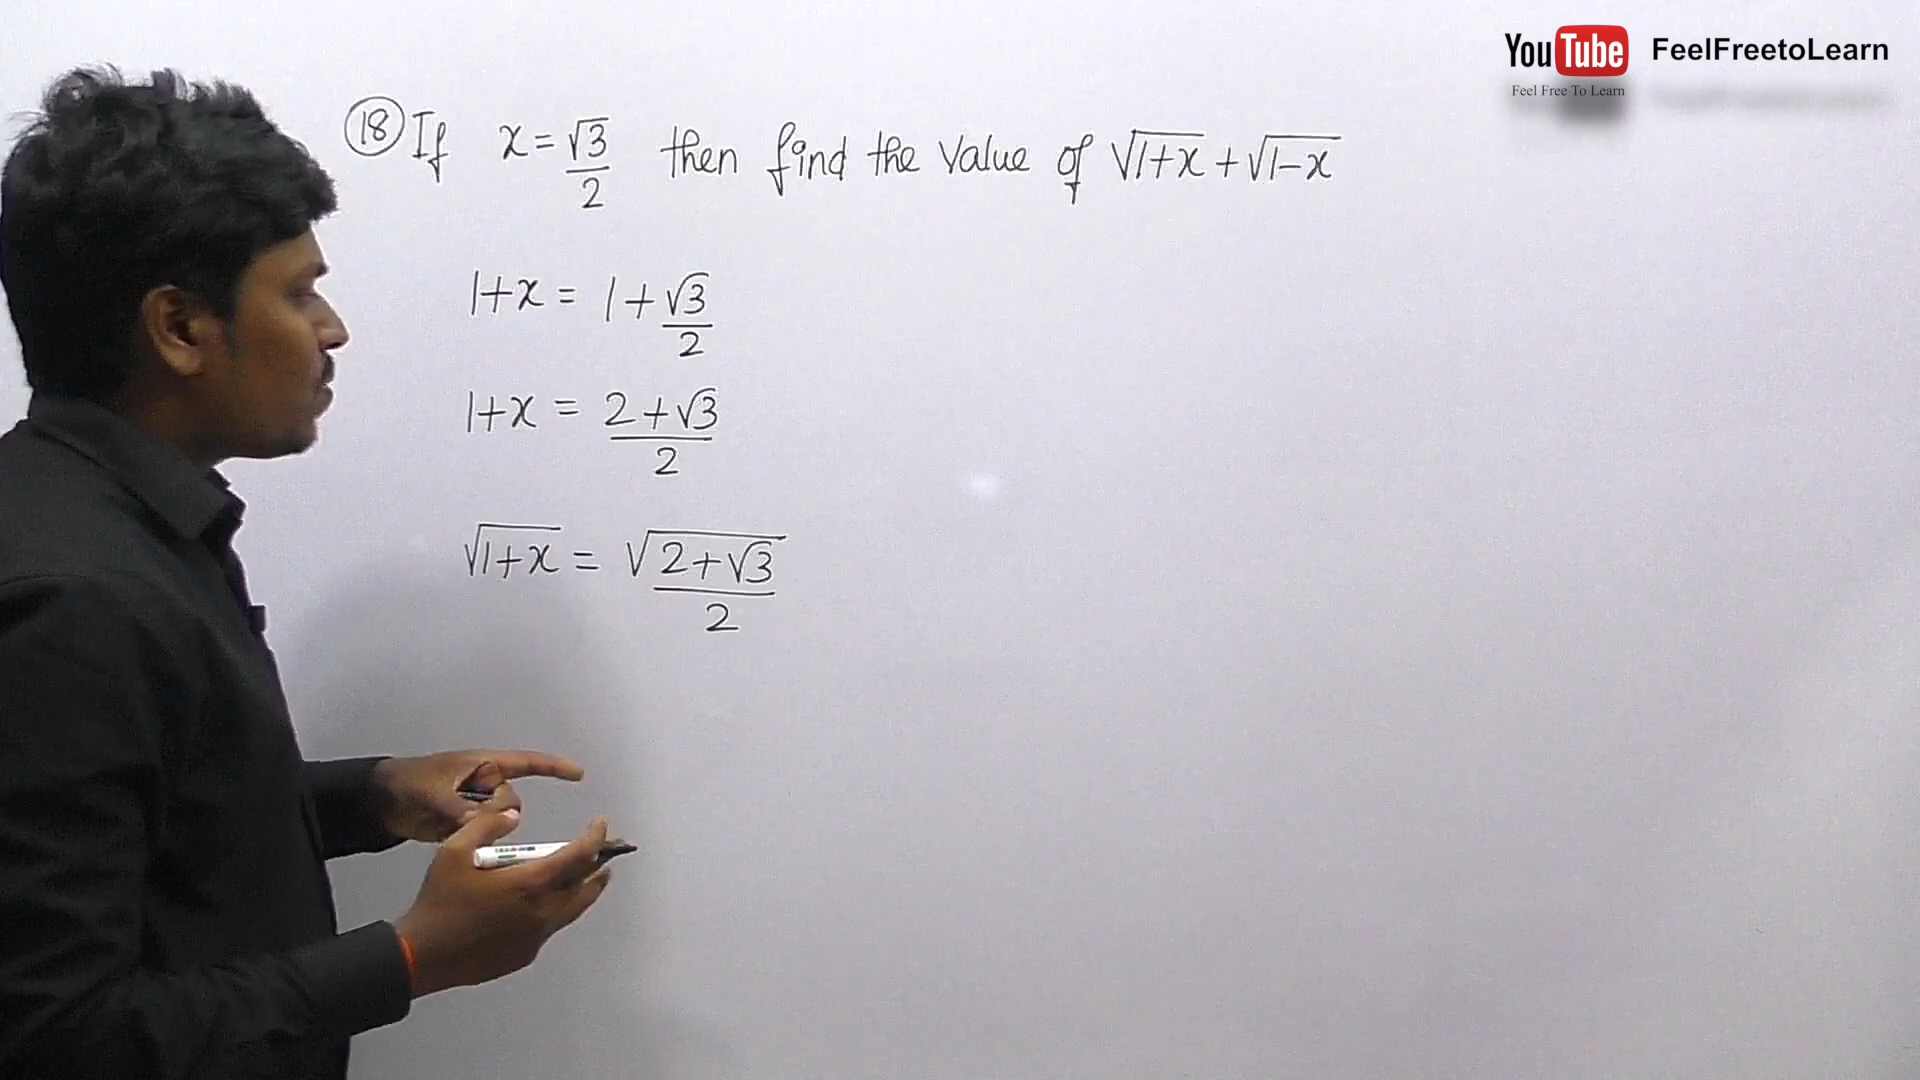 YouTube FeelFreetoLearn
Feel Free To Learn
⑱ If x = √3/2 then find the value of √(1+x) + √(1-x)
1+x = 1 + √3/2
1+x = (2+√3)/2
√(1+x) = √((2+√3)/2)